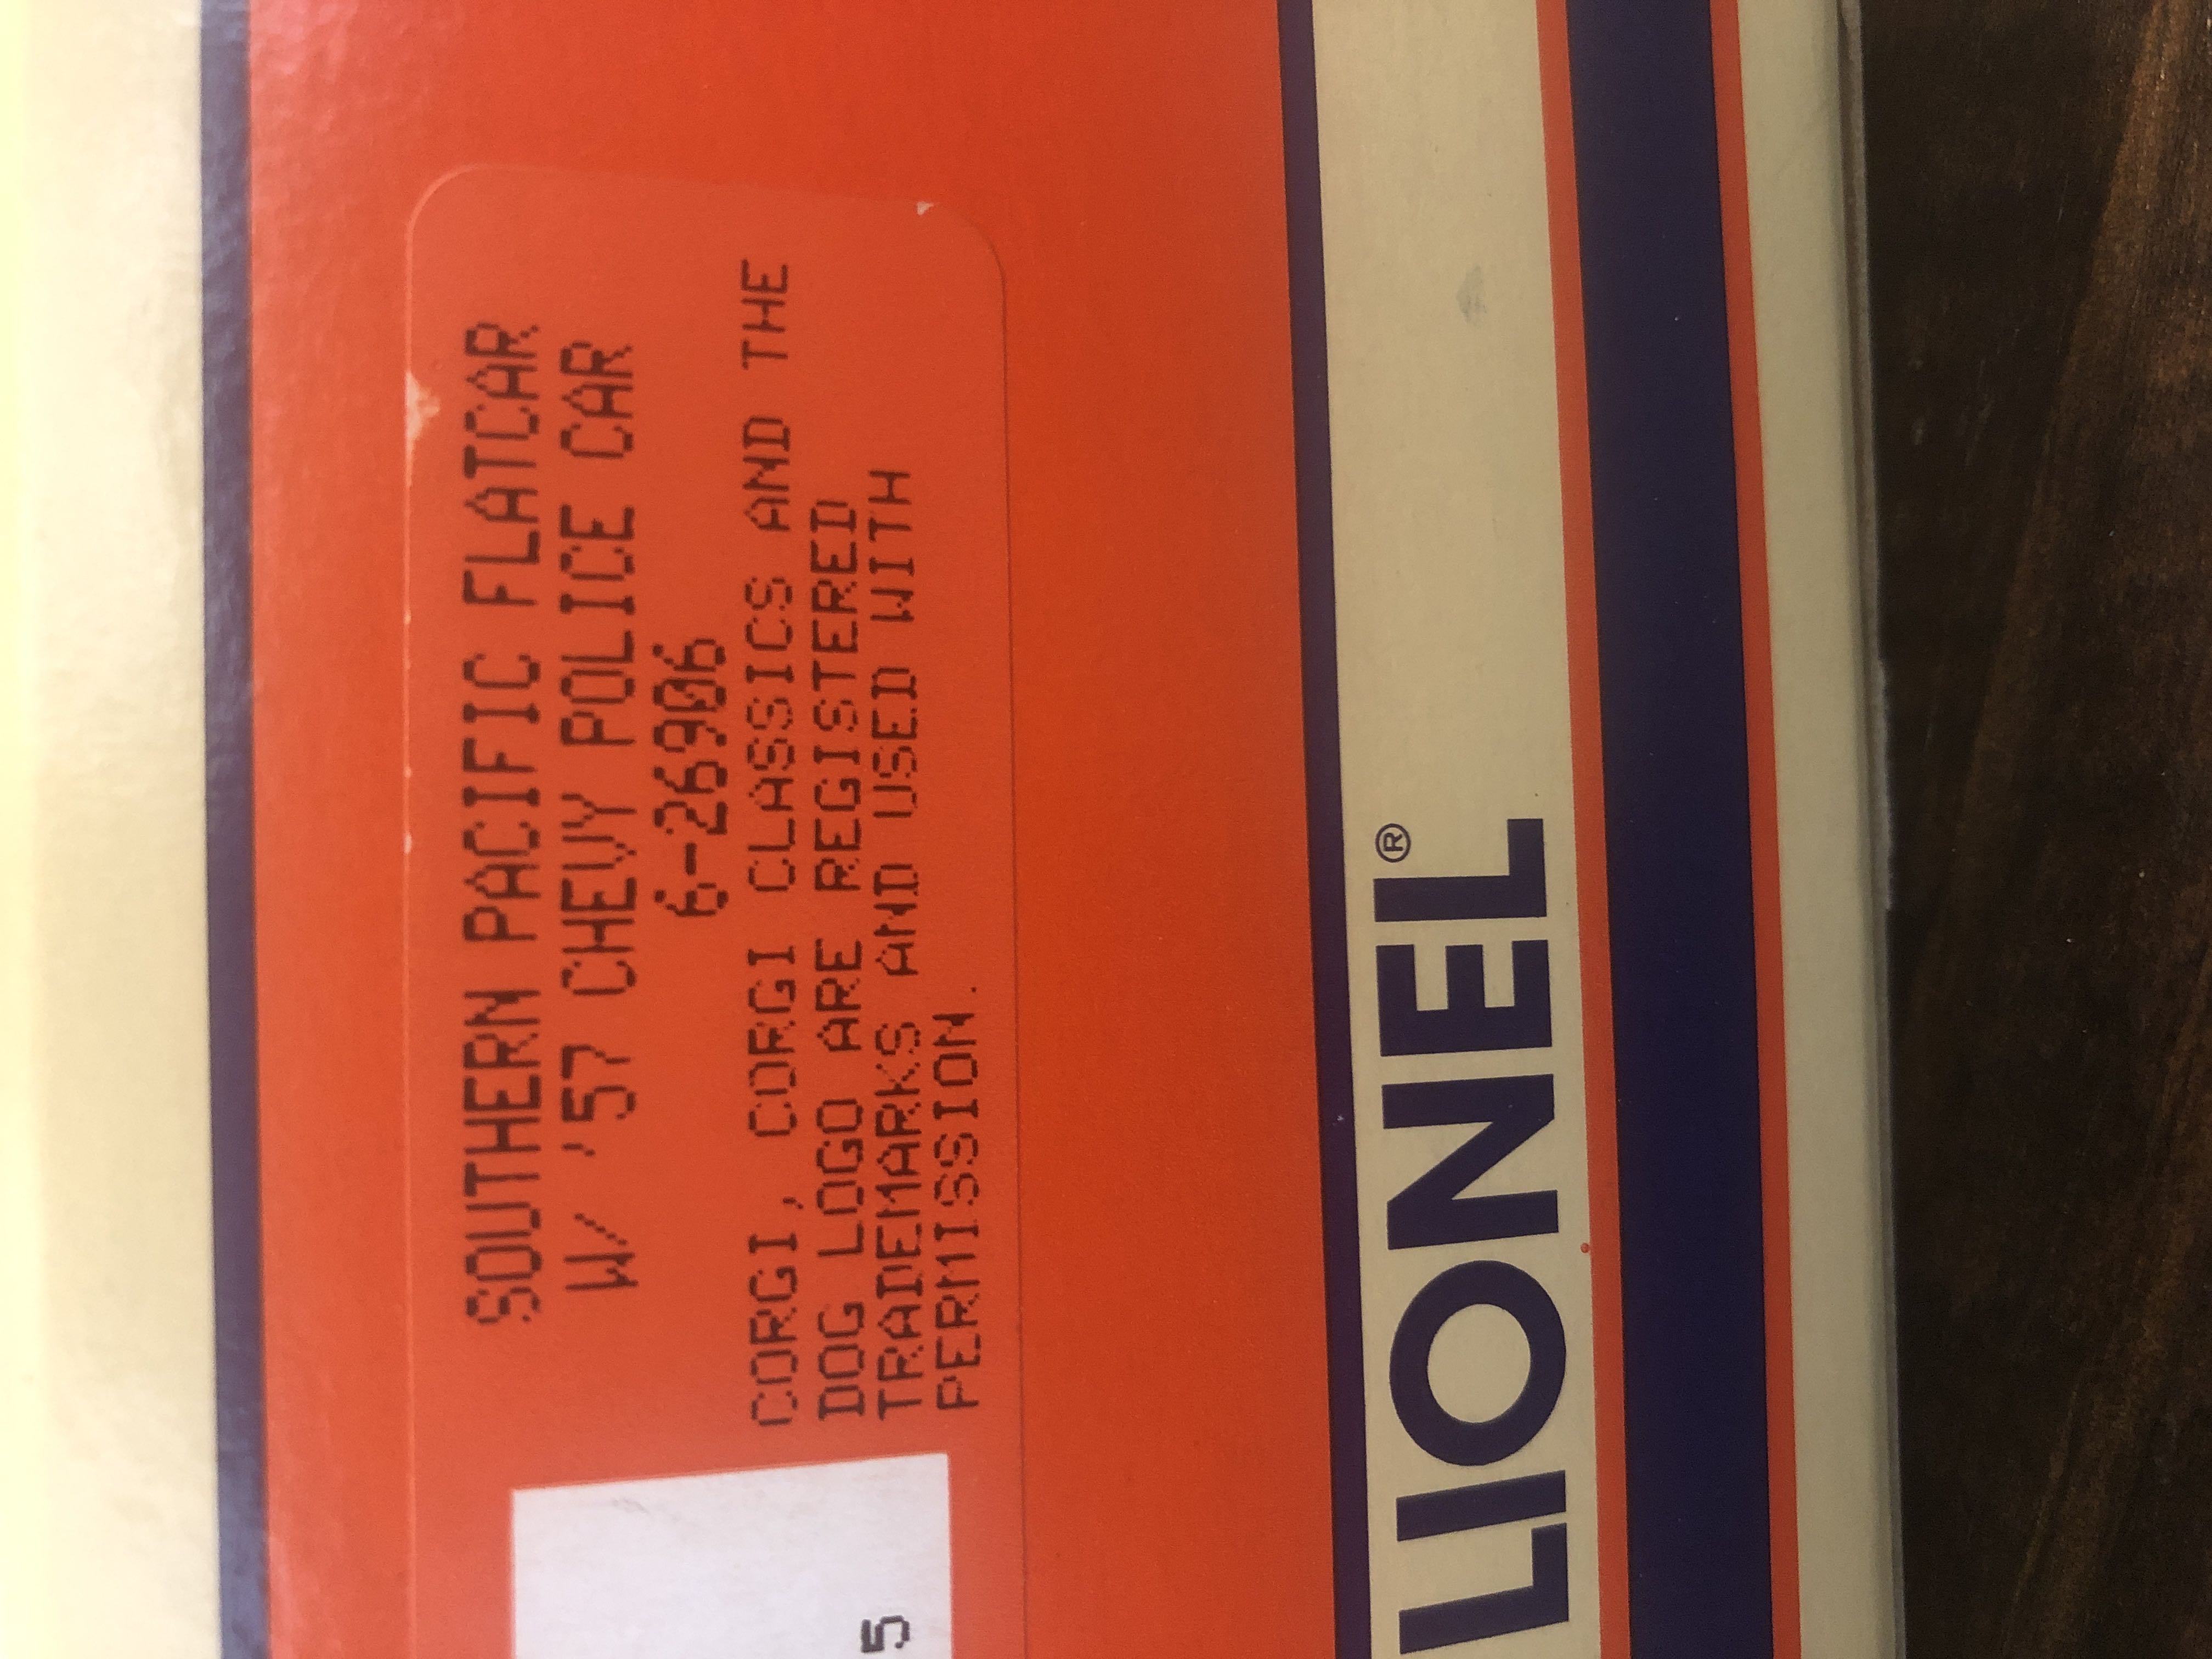 SOUTHERN PACIFIC FLATCAR
W/ '57 CHEVY POLICE CAR
6-26906
CORGI, CORGI CLASSICS AND THE
DOG LOGO ARE REGISTERED
TRADEMARKS AND USED WITH
PERMISSION.
5
LIONEL®